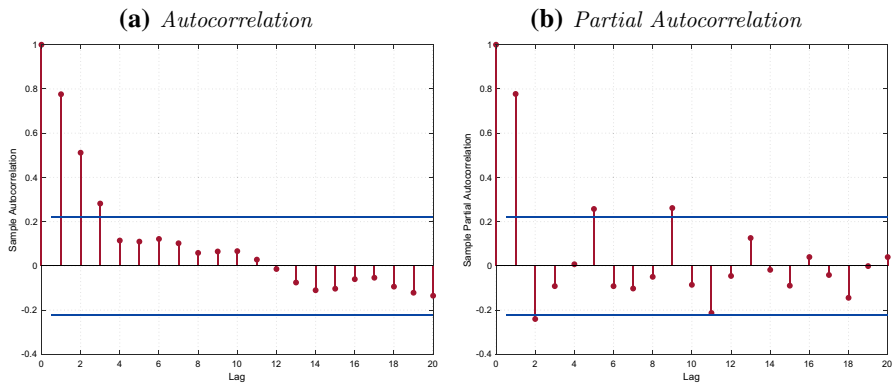 (a) Autocorrelation
1
0.8
0.6
0.4
0.2
0
-0.2
-0.4
Sample Autocorrelation
0 2 4 6 8 10 12 14 16 18 20
Lag
(b) Partial Autocorrelation
1
0.8
0.6
0.4
0.2
0
-0.2
-0.4
Sample Partial Autocorrelation
0 2 4 6 8 10 12 14 16 18 20
Lag